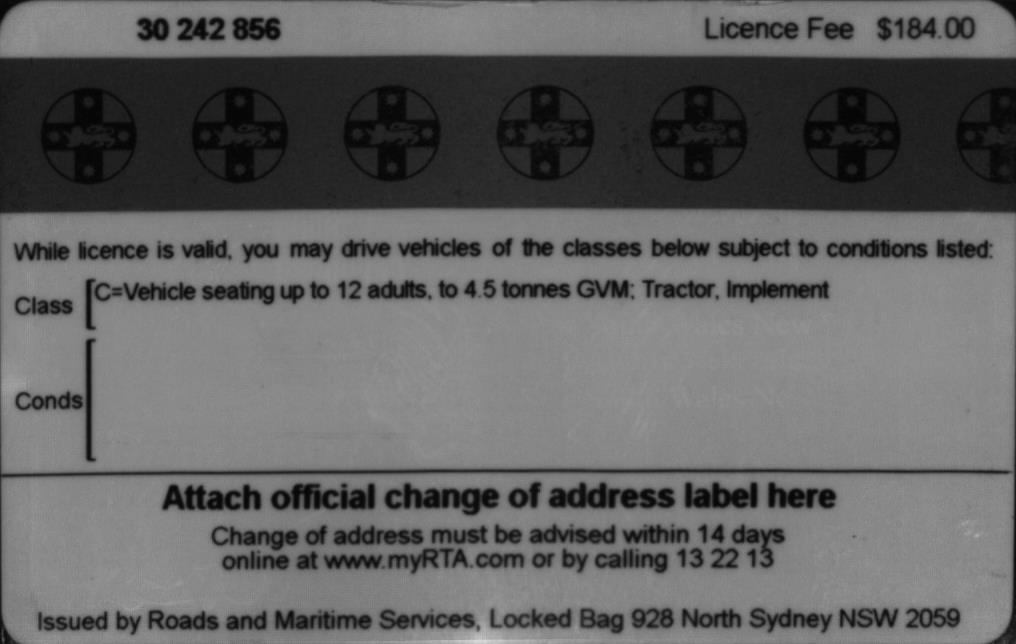 30 242 856 Licence Fee $184.00
While licence is valid, you may drive vehicles of the classes below subject to conditions listed:
Class C=Vehicle seating up to 12 adults, to 4.5 tonnes GVM; Tractor, Implement
Conds
Attach official change of address label here
Change of address must be advised within 14 days
online at www.myRTA.com or by calling 13 22 13
Issued by Roads and Maritime Services, Locked Bag 928 North Sydney NSW 2059